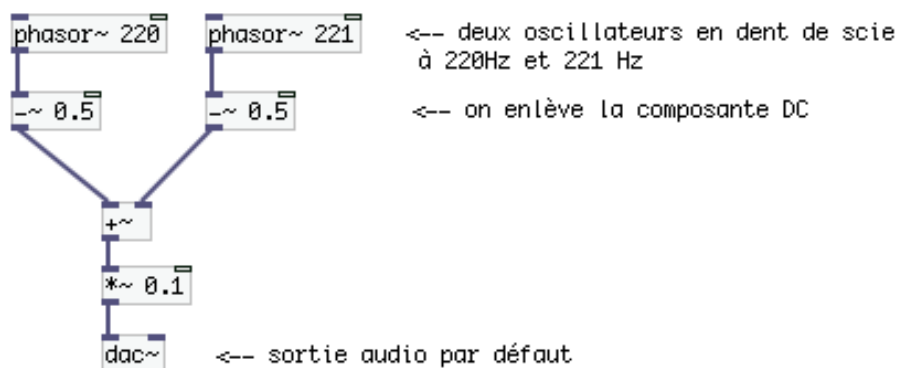 phasor~ 220 phasor~ 221 <-- deux oscillateurs en dent de scie
à 220Hz et 221 Hz
-~ 0.5 -~ 0.5 <-- on enlève la composante DC
+~
*~ 0.1
dac~ <-- sortie audio par défaut